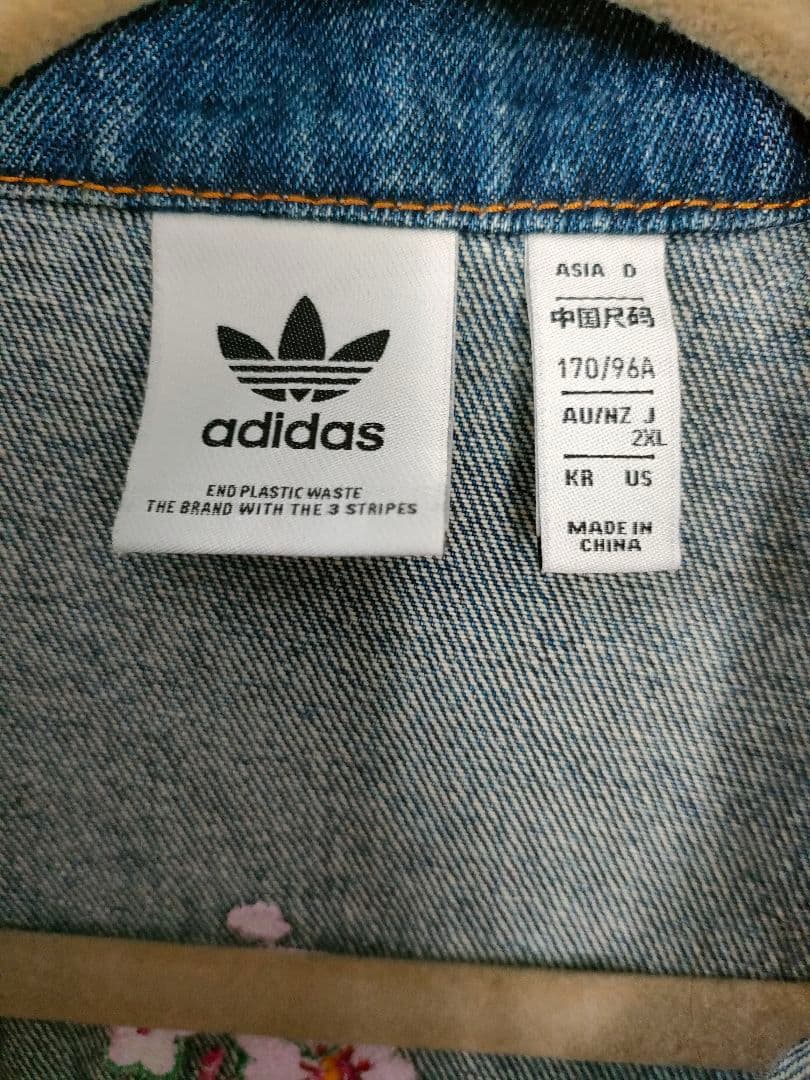 adidas
END PLASTIC WASTE
THE BRAND WITH THE 3 STRIPES
ASIA D
中国尺码
170/96A
AU/NZ J
2XL
KR US
MADE IN
CHINA